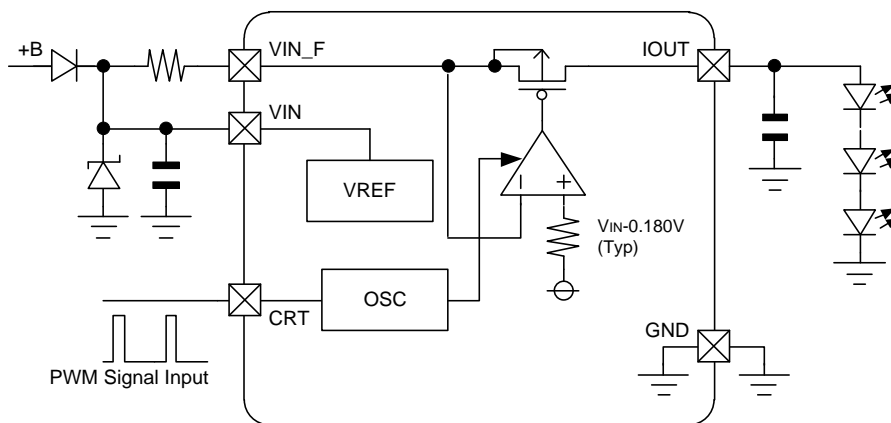 +B
VIN_F
IOUT
VIN
VREF
VIN-0.180V
(Typ)
OSC
CRT
GND
PWM Signal Input